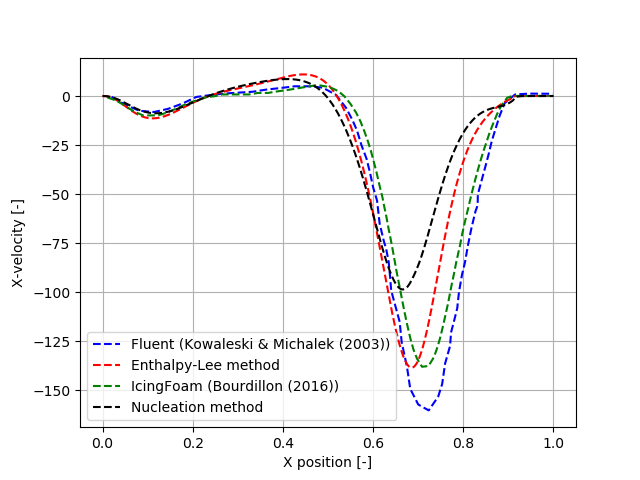 0
−25
−50
−75
−100
−125
−150
X-velocity [-]
Fluent (Kowaleski & Michalek (2003))
Enthalpy-Lee method
IcingFoam (Bourdillon (2016))
Nucleation method
0.0 0.2 0.4 0.6 0.8 1.0
X position [-]